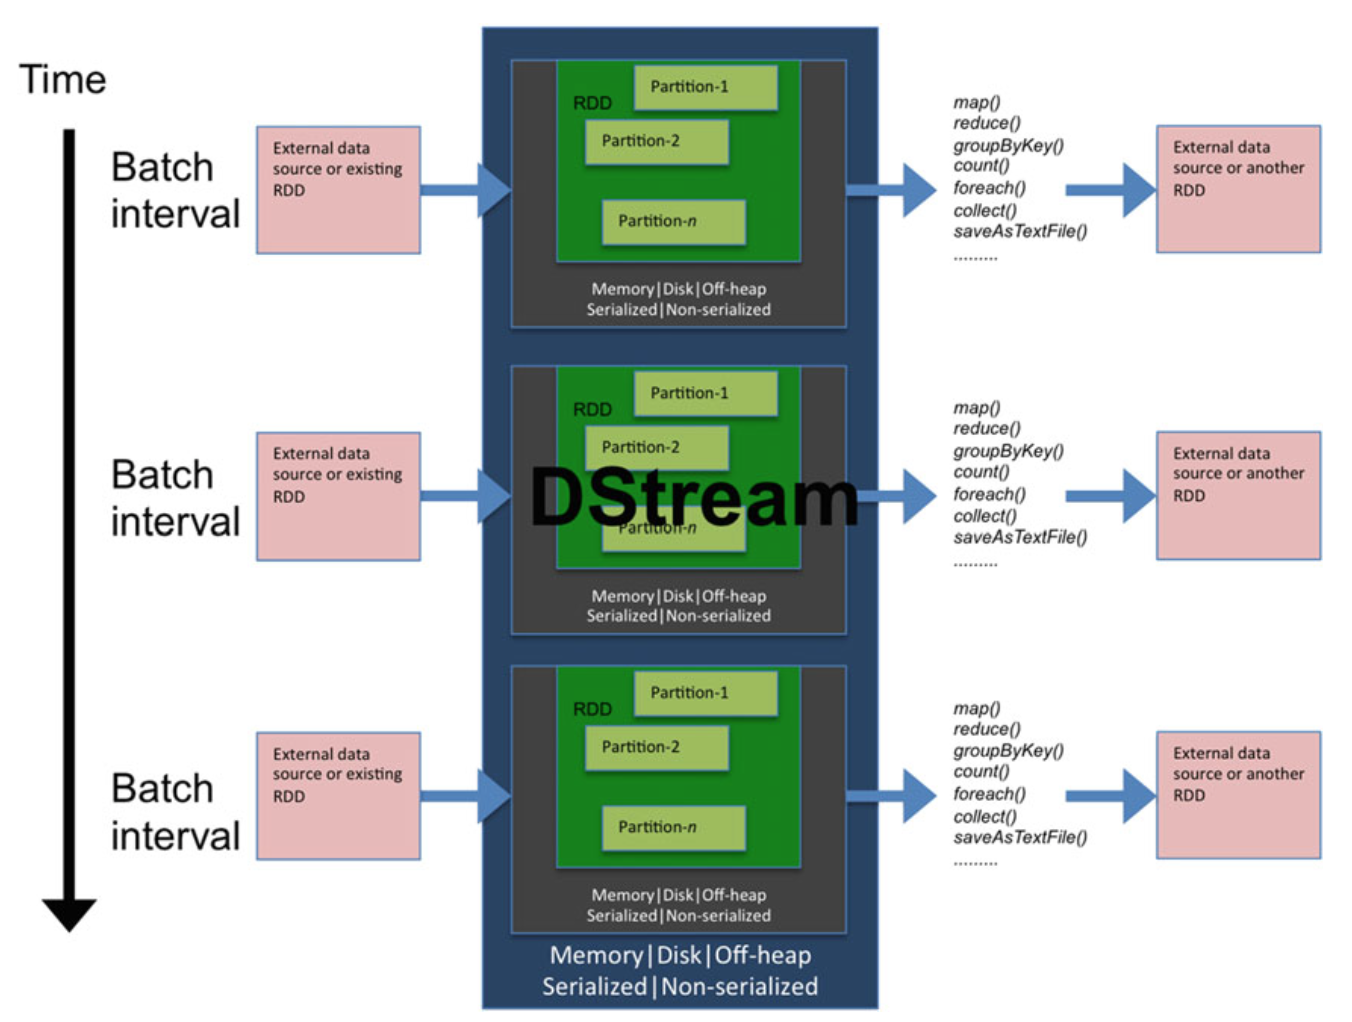 Time
Batch
interval
External data
source or existing
RDD
RDD
Partition-1
Partition-2
Partition-n
Memory|Disk|Off-heap
Serialized|Non-serialized
map()
reduce()
groupByKey()
count()
foreach()
collect()
saveAsTextFile()
.........
External data
source or another
RDD
Batch
interval
External data
source or existing
RDD
RDD
Partition-1
Partition-2
DStream
Partition-n
Memory|Disk|Off-heap
Serialized|Non-serialized
map()
reduce()
groupByKey()
count()
foreach()
collect()
saveAsTextFile()
.........
External data
source or another
RDD
Batch
interval
External data
source or existing
RDD
RDD
Partition-1
Partition-2
Partition-n
Memory|Disk|Off-heap
Serialized|Non-serialized
map()
reduce()
groupByKey()
count()
foreach()
collect()
saveAsTextFile()
.........
External data
source or another
RDD
Memory|Disk|Off-heap
Serialized|Non-serialized